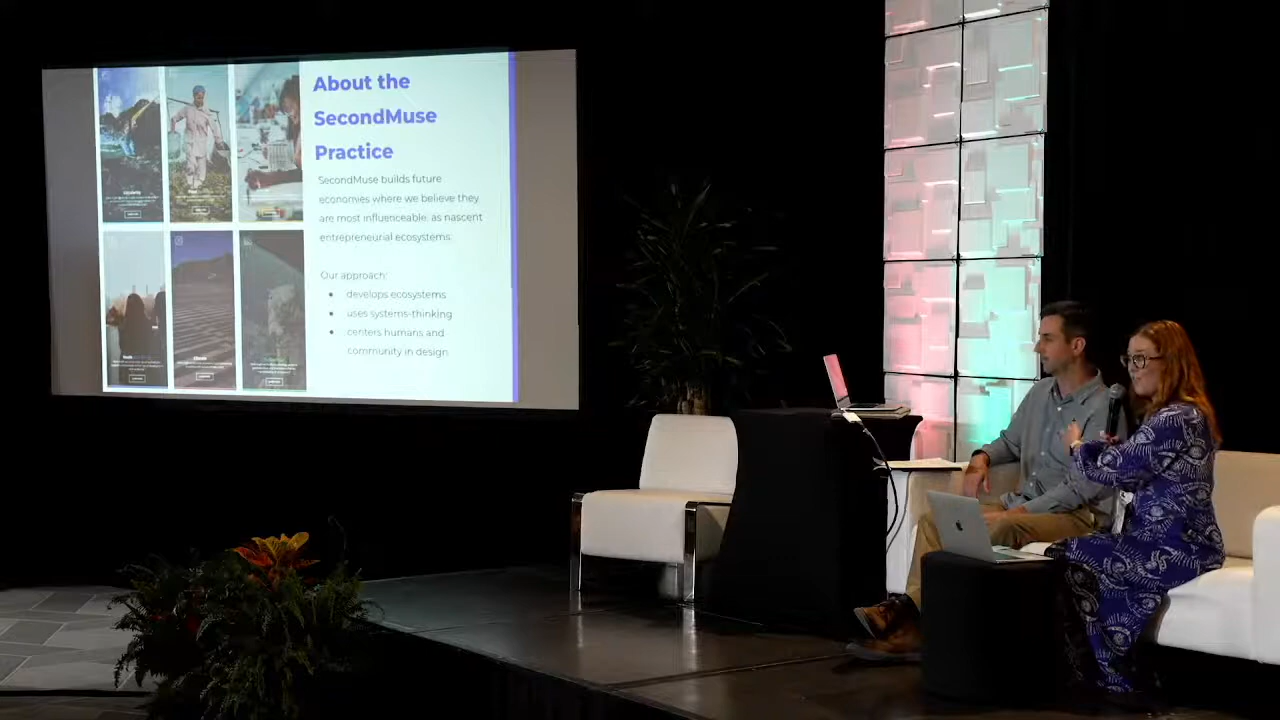 About the
SecondMuse
Practice
SecondMuse builds future
economies where we believe they
are most influenceable: as nascent
entrepreneurial ecosystems:
Our approach:
• develops ecosystems
• uses systems-thinking
• centers humans and
community in design